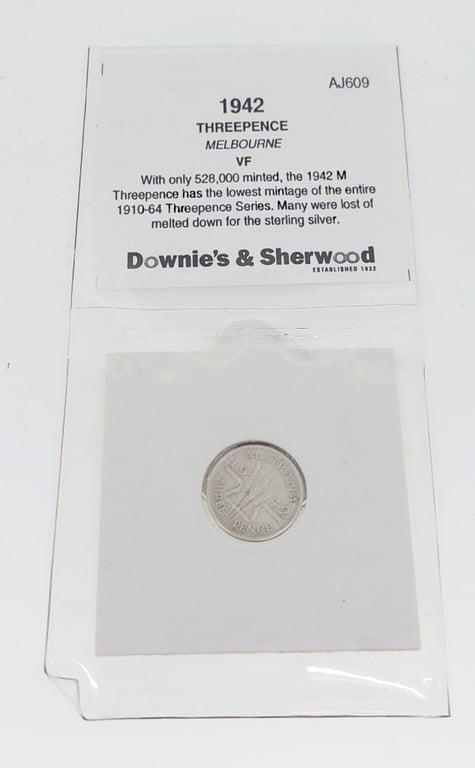 AJ609
1942
THREEPENCE
MELBOURNE
VF
With only 528,000 minted, the 1942 M
Threepence has the lowest mintage of the entire
1910-64 Threepence Series. Many were lost of
melted down for the sterling silver.
Downie's & Sherwood
ESTABLISHED 1932
AUSTRALIA
THREE
PENCE